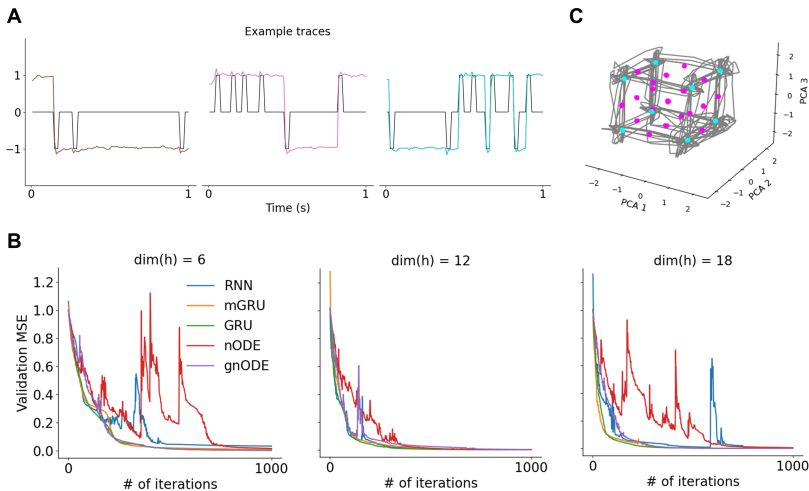 A
Example traces
1
0
−1
0
1
0
1
0
1
Time (s)
C
2
1
0
−1
−2
PCA 3
−2
−1
0
1
2
PCA 1
−2
−1
0
1
2
PCA 2
B
dim(h) = 6
dim(h) = 12
dim(h) = 18
1.2
1.0
0.8
0.6
0.4
0.2
0.0
Validation MSE
RNN
mGRU
GRU
nODE
gnODE
0
1000
0
1000
0
1000
# of iterations
# of iterations
# of iterations